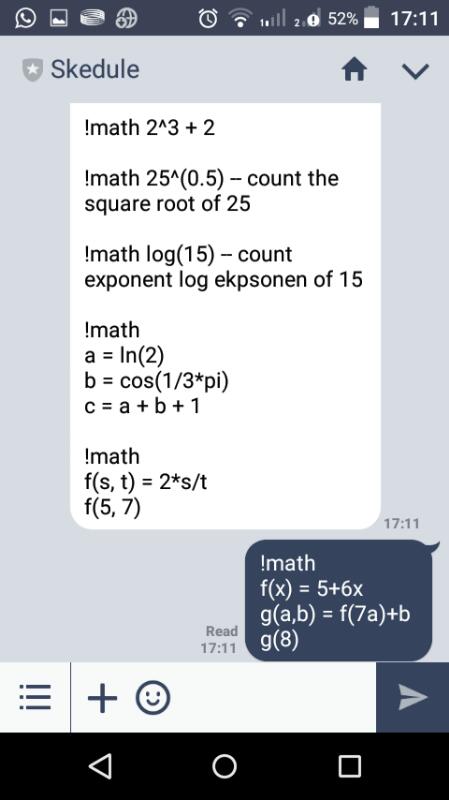 52% 17:11
Skedule
!math 2^3 + 2
!math 25^(0.5) -- count the
square root of 25
!math log(15) -- count
exponent log ekpsonen of 15
!math
a = ln(2)
b = cos(1/3*pi)
c = a + b + 1
!math
f(s, t) = 2*s/t
f(5, 7)
17:11
!math
f(x) = 5+6x
g(a,b) = f(7a)+b
g(8)
Read
17:11